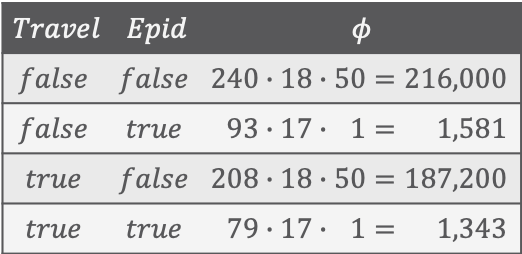 Travel Epid ϕ
false false 240 · 18 · 50 = 216,000
false true 93 · 17 · 1 = 1,581
true false 208 · 18 · 50 = 187,200
true true 79 · 17 · 1 = 1,343